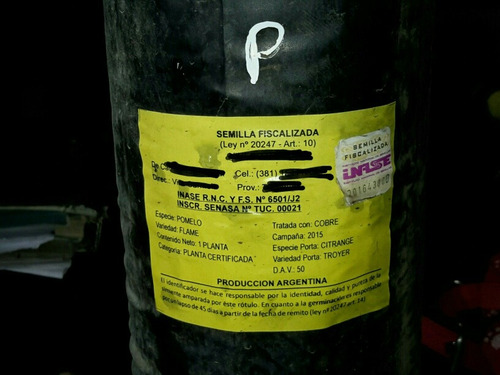 P
SEMILLA FISCALIZADA
(Ley nº 20247 - Art.: 10)
De
Cel.: (381)
Direc.:
Prov.:
INASE R.N.C. Y F.S. Nº 6501/J2
INSCR. SENASA Nº TUC. 00021
Especie: POMELO
Variedad: FLAME
Contenido Neto: 1 PLANTA
Categoria: PLANTA CERTIFICADA
Tratada con: COBRE
Campaña: 2015
Especie Porta: CITRANGE
Variedad Porta: TROYER
D.A.V.: 50
PRODUCCION ARGENTINA
El identificador se hace responsable por la identidad, calidad y pureza de la
simiente amparada por este rótulo. En cuanto a la germinación es responsable
por un lapso de 45 días a partir de la fecha de remito (ley nº 20247 art. 14)
SEMILLA
FISCALIZADA
INASE